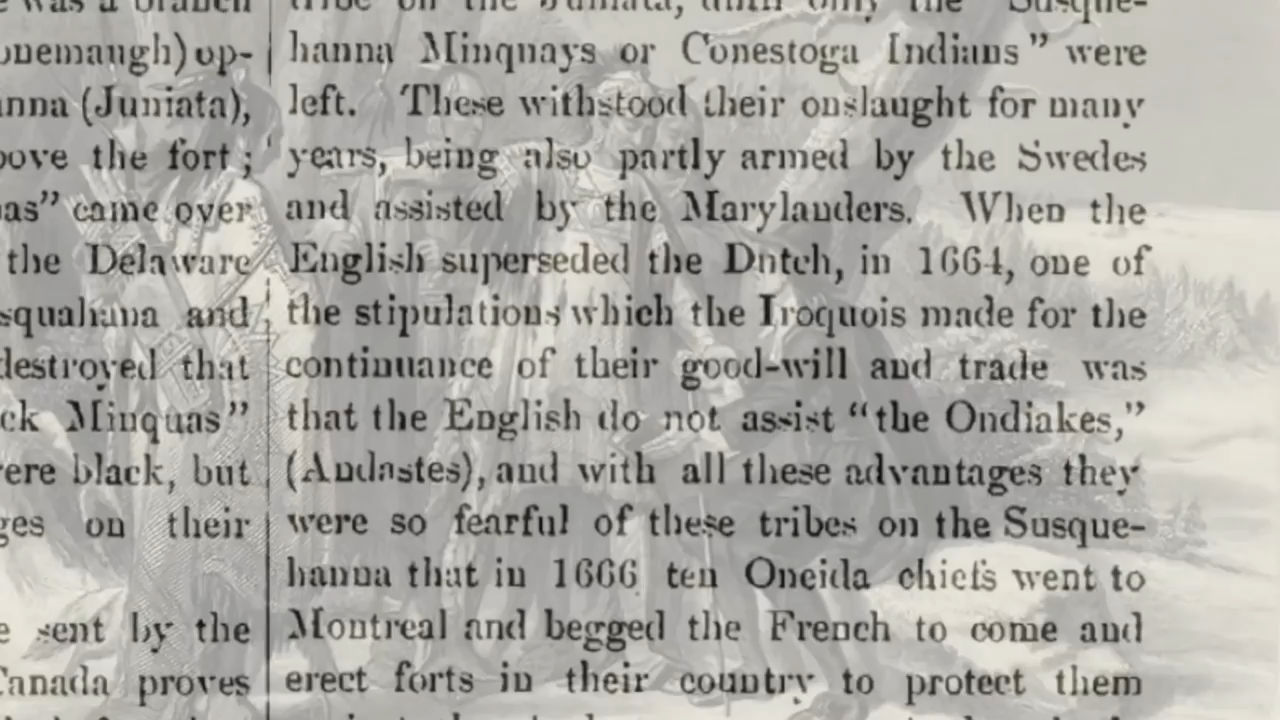 onemaugh) op-
anna (Juniata),
ove the fort;
as" came over
the Delaware
squahana and
destroyed that
ck Minquas"
ere black, but
ges on their
sent by the
Canada proves
tribe on the Juniata, until only the "Susque-
hanna Minquays or Conestoga Indians" were
left. These withstood their onslaught for many
years, being also partly armed by the Swedes
and assisted by the Marylanders. When the
English superseded the Dutch, in 1664, one of
the stipulations which the Iroquois made for the
continuance of their good-will and trade was
that the English do not assist "the Ondiakes,"
(Andastes), and with all these advantages they
were so fearful of these tribes on the Susque-
hanna that in 1666 ten Oneida chiefs went to
Montreal and begged the French to come and
erect forts in their country to protect them